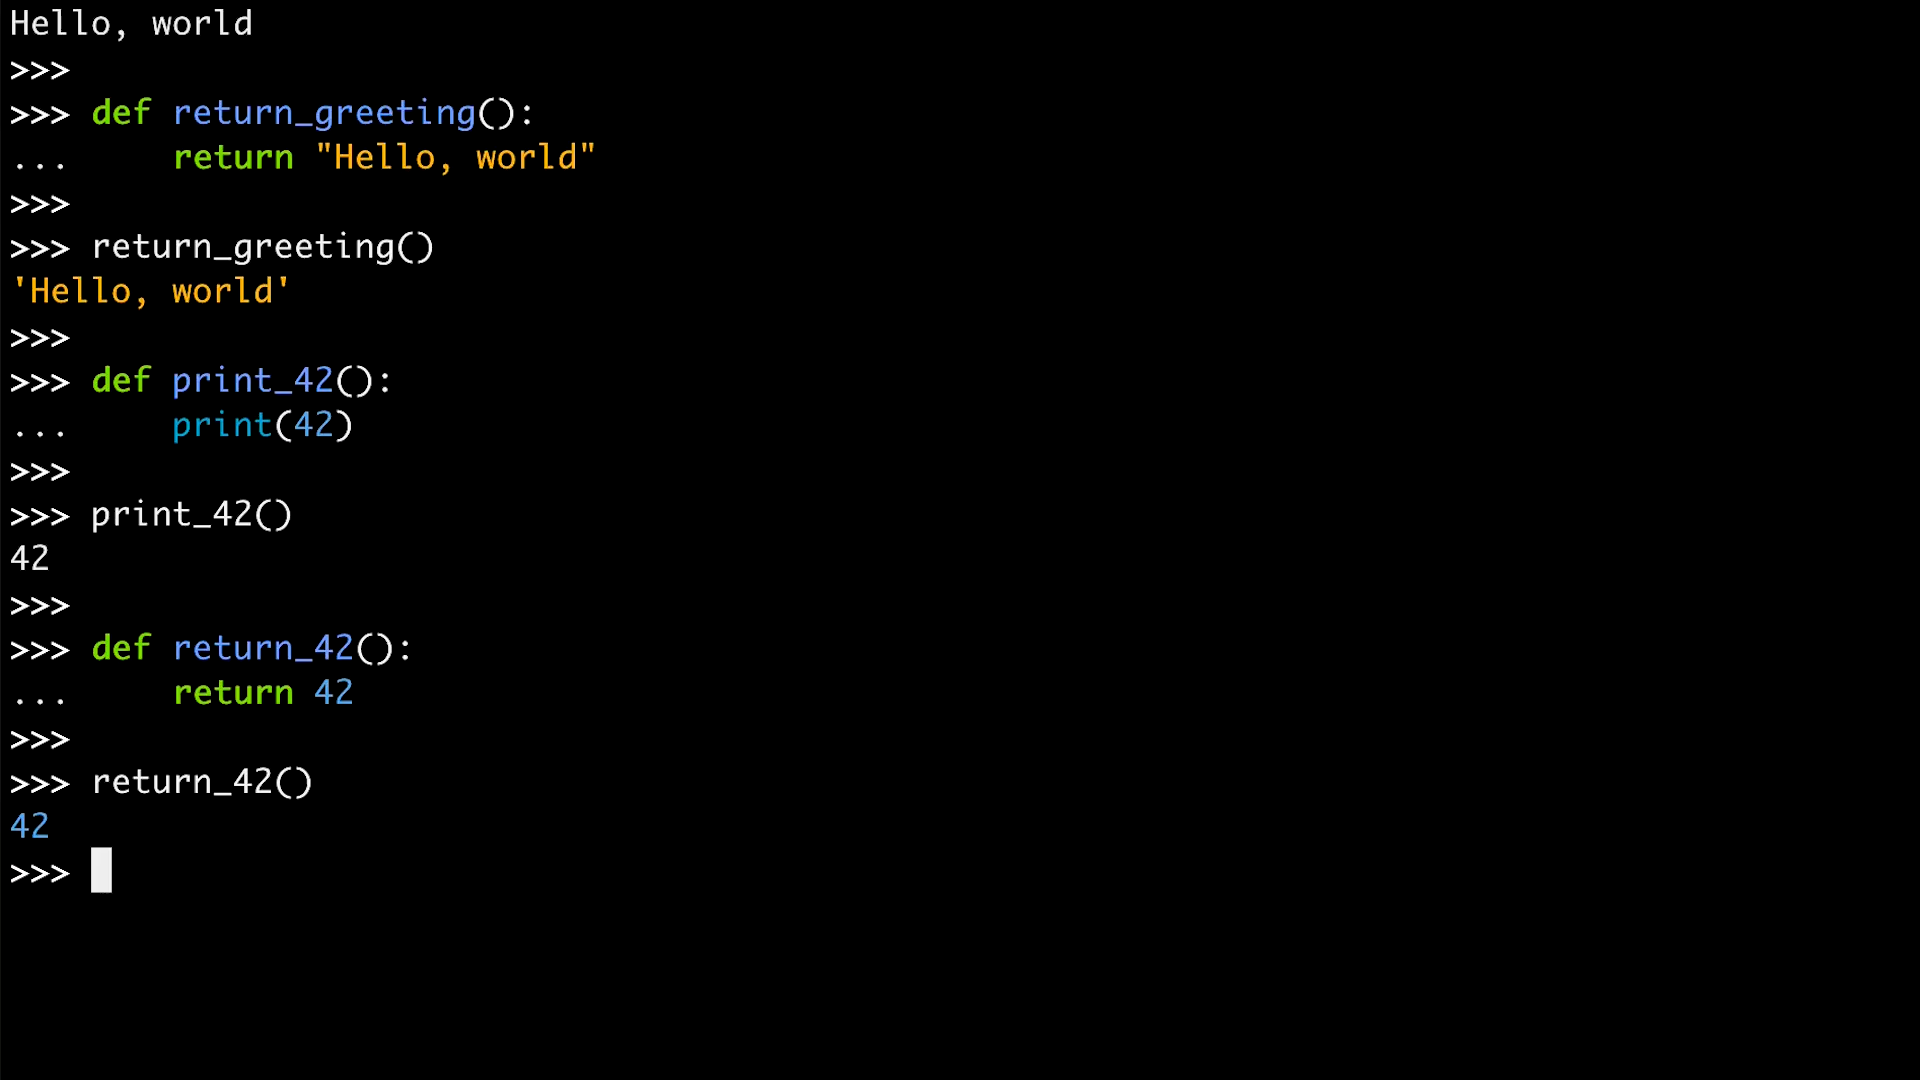 Hello, world
>>>
>>> def return_greeting():
...     return "Hello, world"
>>>
>>> return_greeting()
'Hello, world'
>>>
>>> def print_42():
...     print(42)
>>>
>>> print_42()
42
>>>
>>> def return_42():
...     return 42
>>>
>>> return_42()
42
>>>